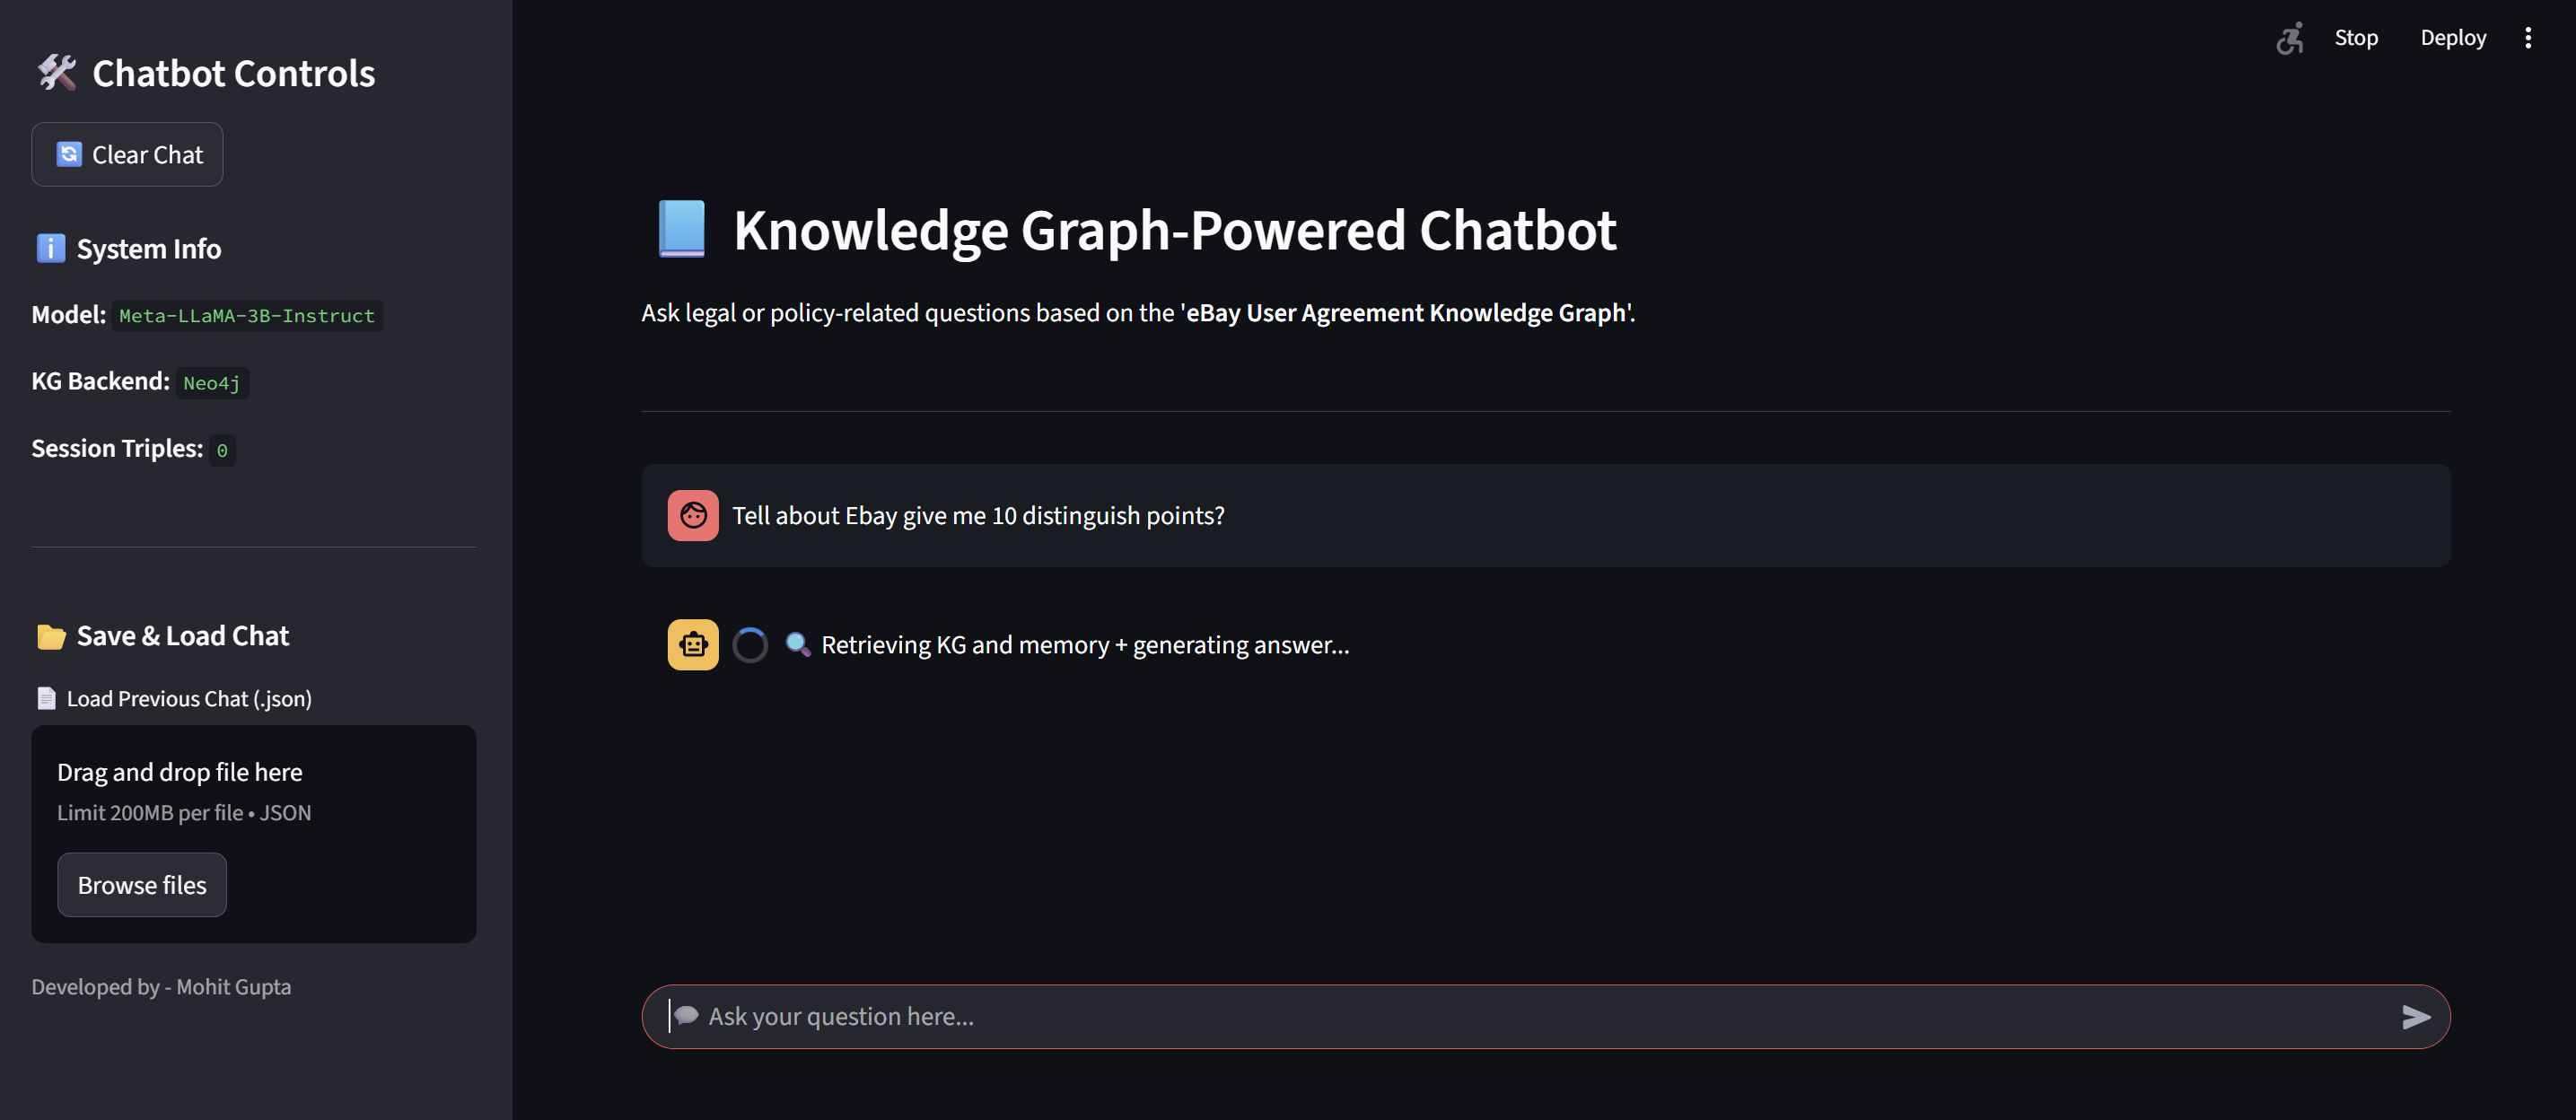 Chatbot Controls
Clear Chat
System Info
Model: Meta-LLaMA-3B-Instruct
KG Backend: Neo4j
Session Triples: 0
Save & Load Chat
Load Previous Chat (.json)
Drag and drop file here
Limit 200MB per file • JSON
Browse files
Developed by - Mohit Gupta
Stop Deploy
Knowledge Graph-Powered Chatbot
Ask legal or policy-related questions based on the 'eBay User Agreement Knowledge Graph'.
Tell about Ebay give me 10 distinguish points?
Retrieving KG and memory + generating answer...
Ask your question here...